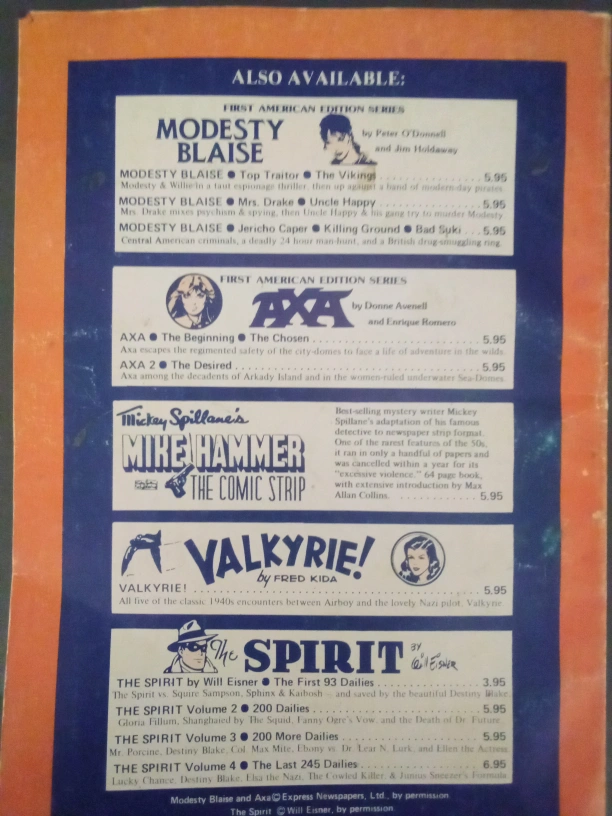 ALSO AVAILABLE:
FIRST AMERICAN EDITION SERIES
MODESTY
BLAISE
by Peter O'Donnell
and Jim Holdaway
MODESTY BLAISE ● Top Traitor ● The Vikings ..... 5.95
Modesty & Willie in a taut espionage thriller, then up against a band of modern-day pirates.
MODESTY BLAISE ● Mrs. Drake ● Uncle Happy ..... 5.95
Mrs. Drake mixes psychism & spying, then Uncle Happy & his gang try to murder Modesty.
MODESTY BLAISE ● Jericho Caper ● Killing Ground ● Bad Suki ... 5.95
Central American criminals, a deadly 24 hour man-hunt, and a British drug-smuggling ring.
FIRST AMERICAN EDITION SERIES
AXA
by Donne Avenell
and Enrique Romero
AXA ● The Beginning ● The Chosen ..... 5.95
Axa escapes the regimented safety of the city-domes to face a life of adventure in the wilds.
AXA 2 ● The Desired ..... 5.95
Axa among the decadents of Arkady Island and in the women-ruled underwater Sea-Domes.
Mickey Spillane's
MIKE HAMMER
THE COMIC STRIP
Best-selling mystery writer Mickey
Spillane's adaptation of his famous
detective to newspaper strip format.
One of the rarest features of the 50s,
it ran in only a handful of papers and
was cancelled within a year for its
"excessive violence." 64 page book,
with extensive introduction by Max
Allan Collins. ..... 5.95
VALKYRIE!
by FRED KIDA
VALKYRIE! ..... 5.95
All five of the classic 1940s encounters between Airboy and the lovely Nazi pilot, Valkyrie.
The SPIRIT
BY
Will Eisner
THE SPIRIT by Will Eisner ● The First 93 Dailies ..... 3.95
The Spirit vs. Squire Sampson, Sphinx & Kaibosh – and saved by the beautiful Destiny Blake.
THE SPIRIT Volume 2 ● 200 Dailies ..... 5.95
Gloria Fillum, Shanghaied by The Squid, Fanny Ogre's Vow, and the Death of Dr. Future.
THE SPIRIT Volume 3 ● 200 More Dailies ..... 5.95
Mr. Porcine, Destiny Blake, Col. Max Mite, Ebony vs. Dr. Lear N. Lurk, and Ellen the Actress
THE SPIRIT Volume 4 ● The Last 245 Dailies ..... 6.95
Lucky Chance, Destiny Blake, Elsa the Nazi, The Cowled Killer, & Junius Sneezer's Formula
Modesty Blaise and Axa © Express Newspapers, Ltd., by permission.
The Spirit © Will Eisner, by permission.